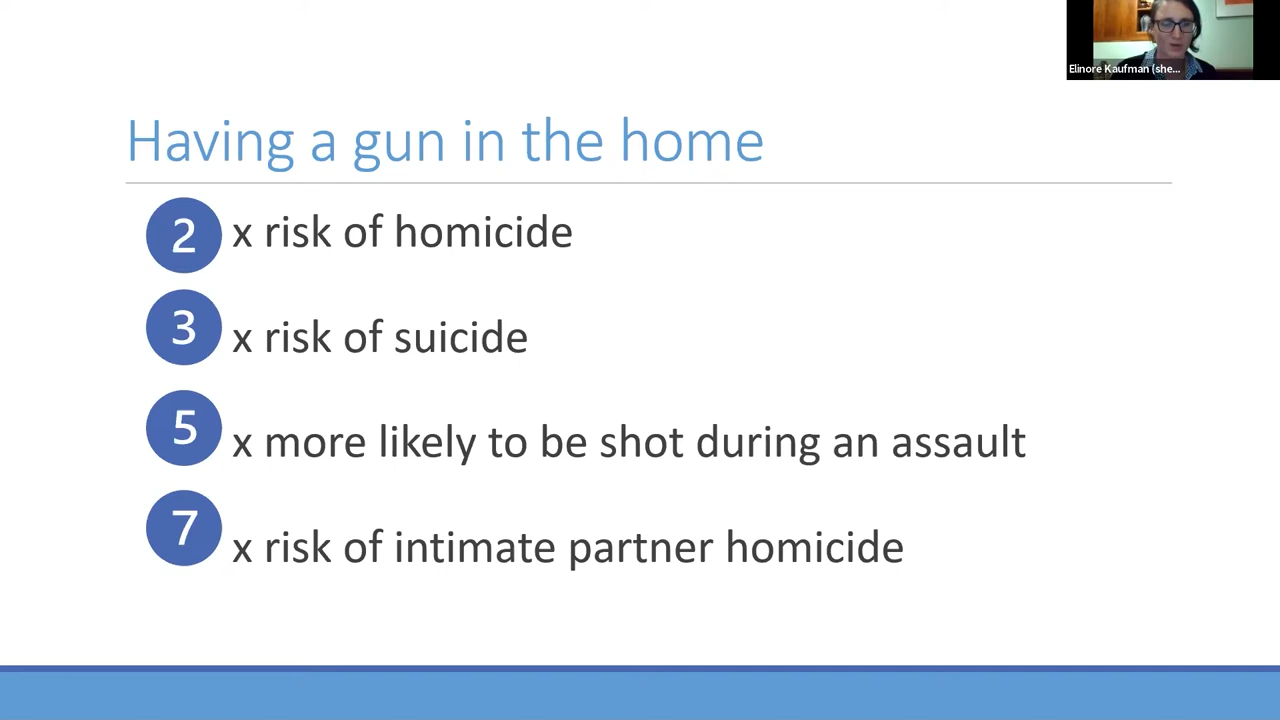 Elinore Kaufman (she...
Having a gun in the home
2 x risk of homicide
3 x risk of suicide
5 x more likely to be shot during an assault
7 x risk of intimate partner homicide